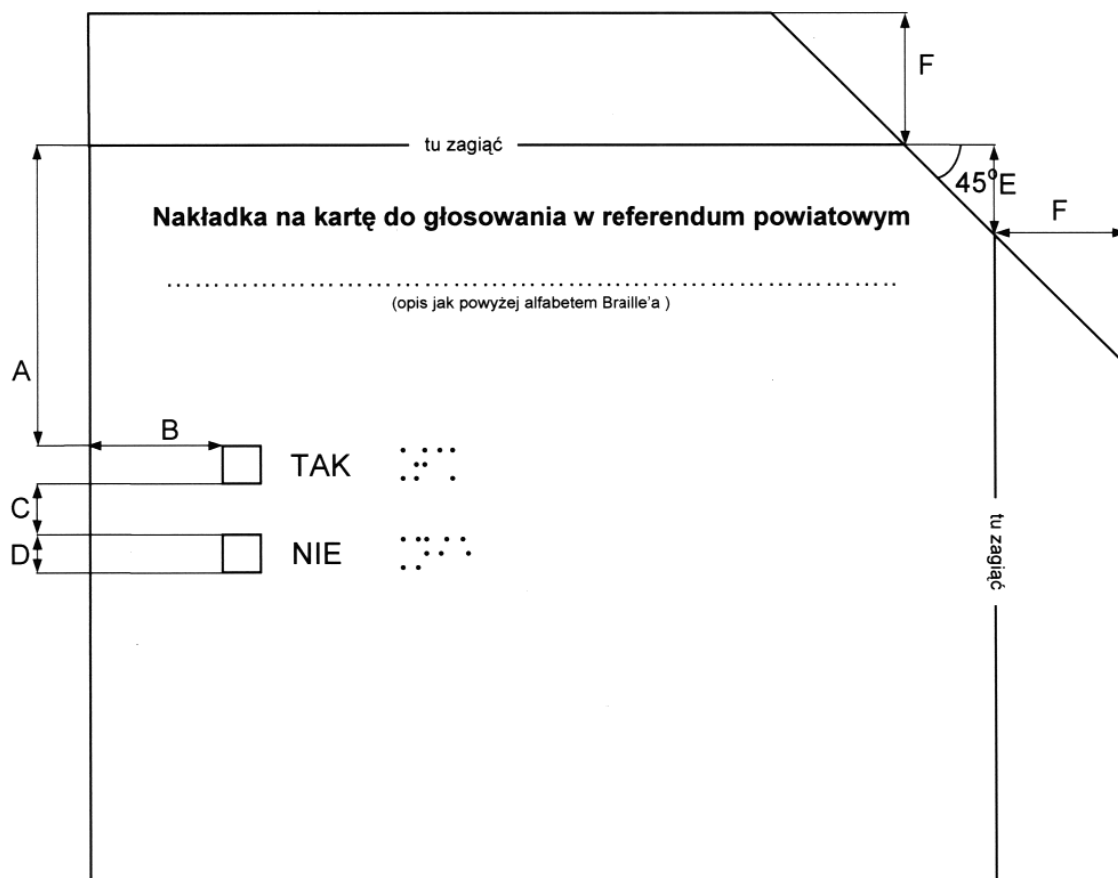 F
tu zagiąć
45°E
F
Nakładka na kartę do głosowania w referendum powiatowym
(opis jak powyżej alfabetem Braille'a )
A
B
TAK
C
D
NIE
tu zagiąć